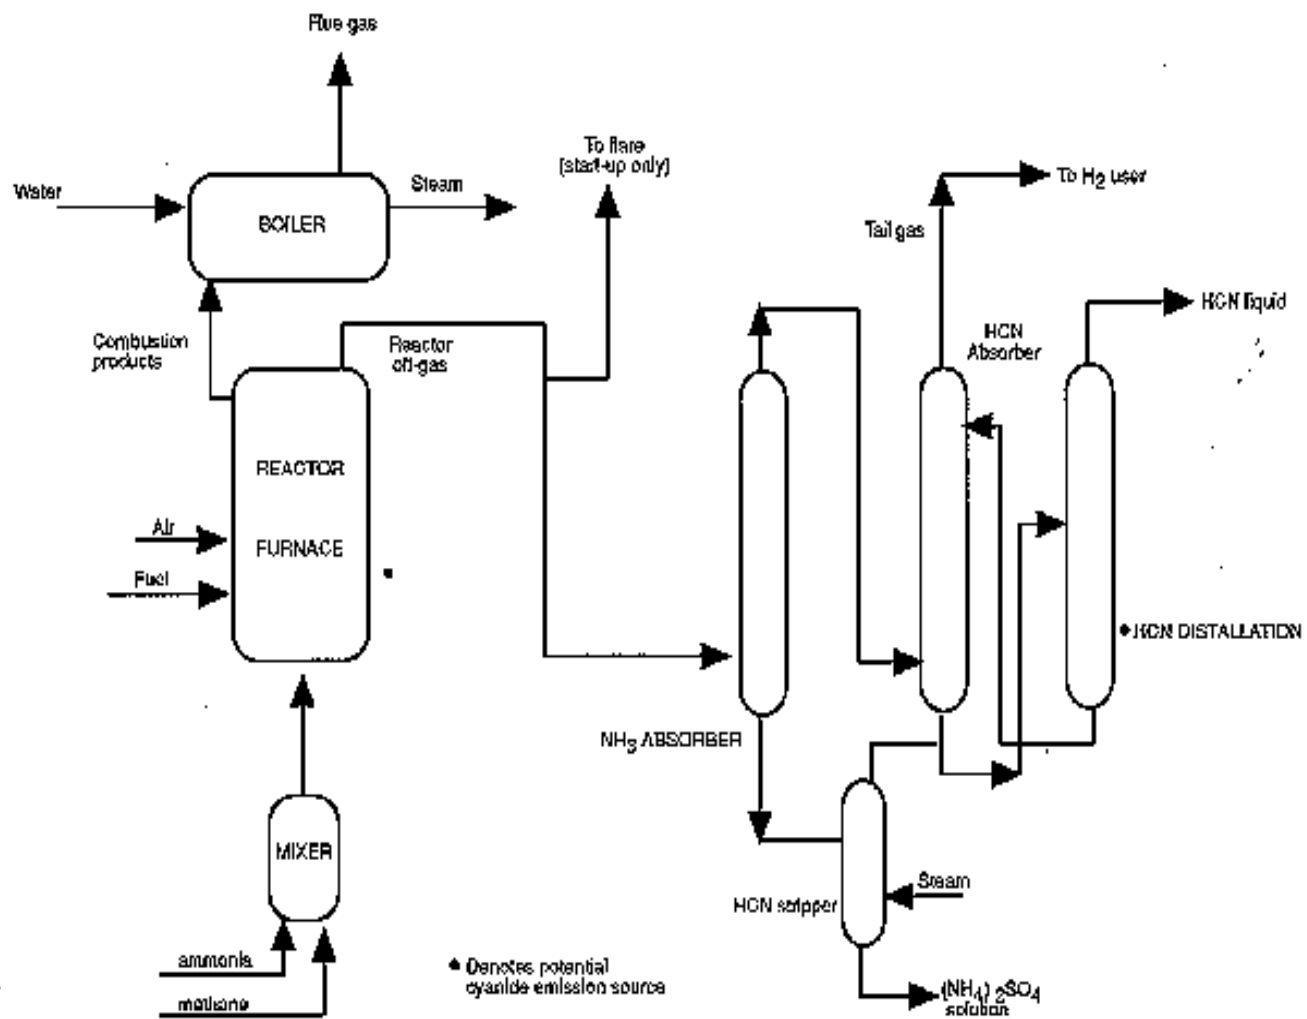 Flue gas
To flare
(start-up only)
Water
Steam
BOILER
To H2 user
Tail gas
HCN liquid
Combustion
products
Reactor
off-gas
HCN
Absorber
REACTOR
FURNACE
Air
Fuel
● HCN DISTALLATION
NH3 ABSORBER
MIXER
HCN stripper
Steam
ammonia
methane
● Denotes potential
cyanide emission source
(NH4)2SO4
solution